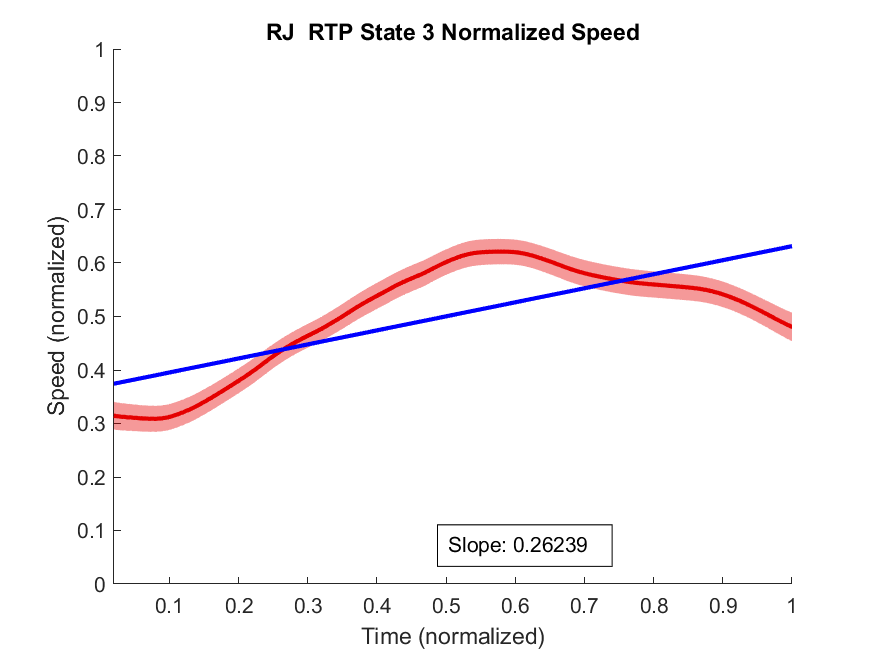 RJ  RTP State 3 Normalized Speed
1
0.9
0.8
0.7
0.6
0.5
0.4
0.3
0.2
0.1
0
Speed (normalized)
Slope: 0.26239
0.1 0.2 0.3 0.4 0.5 0.6 0.7 0.8 0.9 1
Time (normalized)